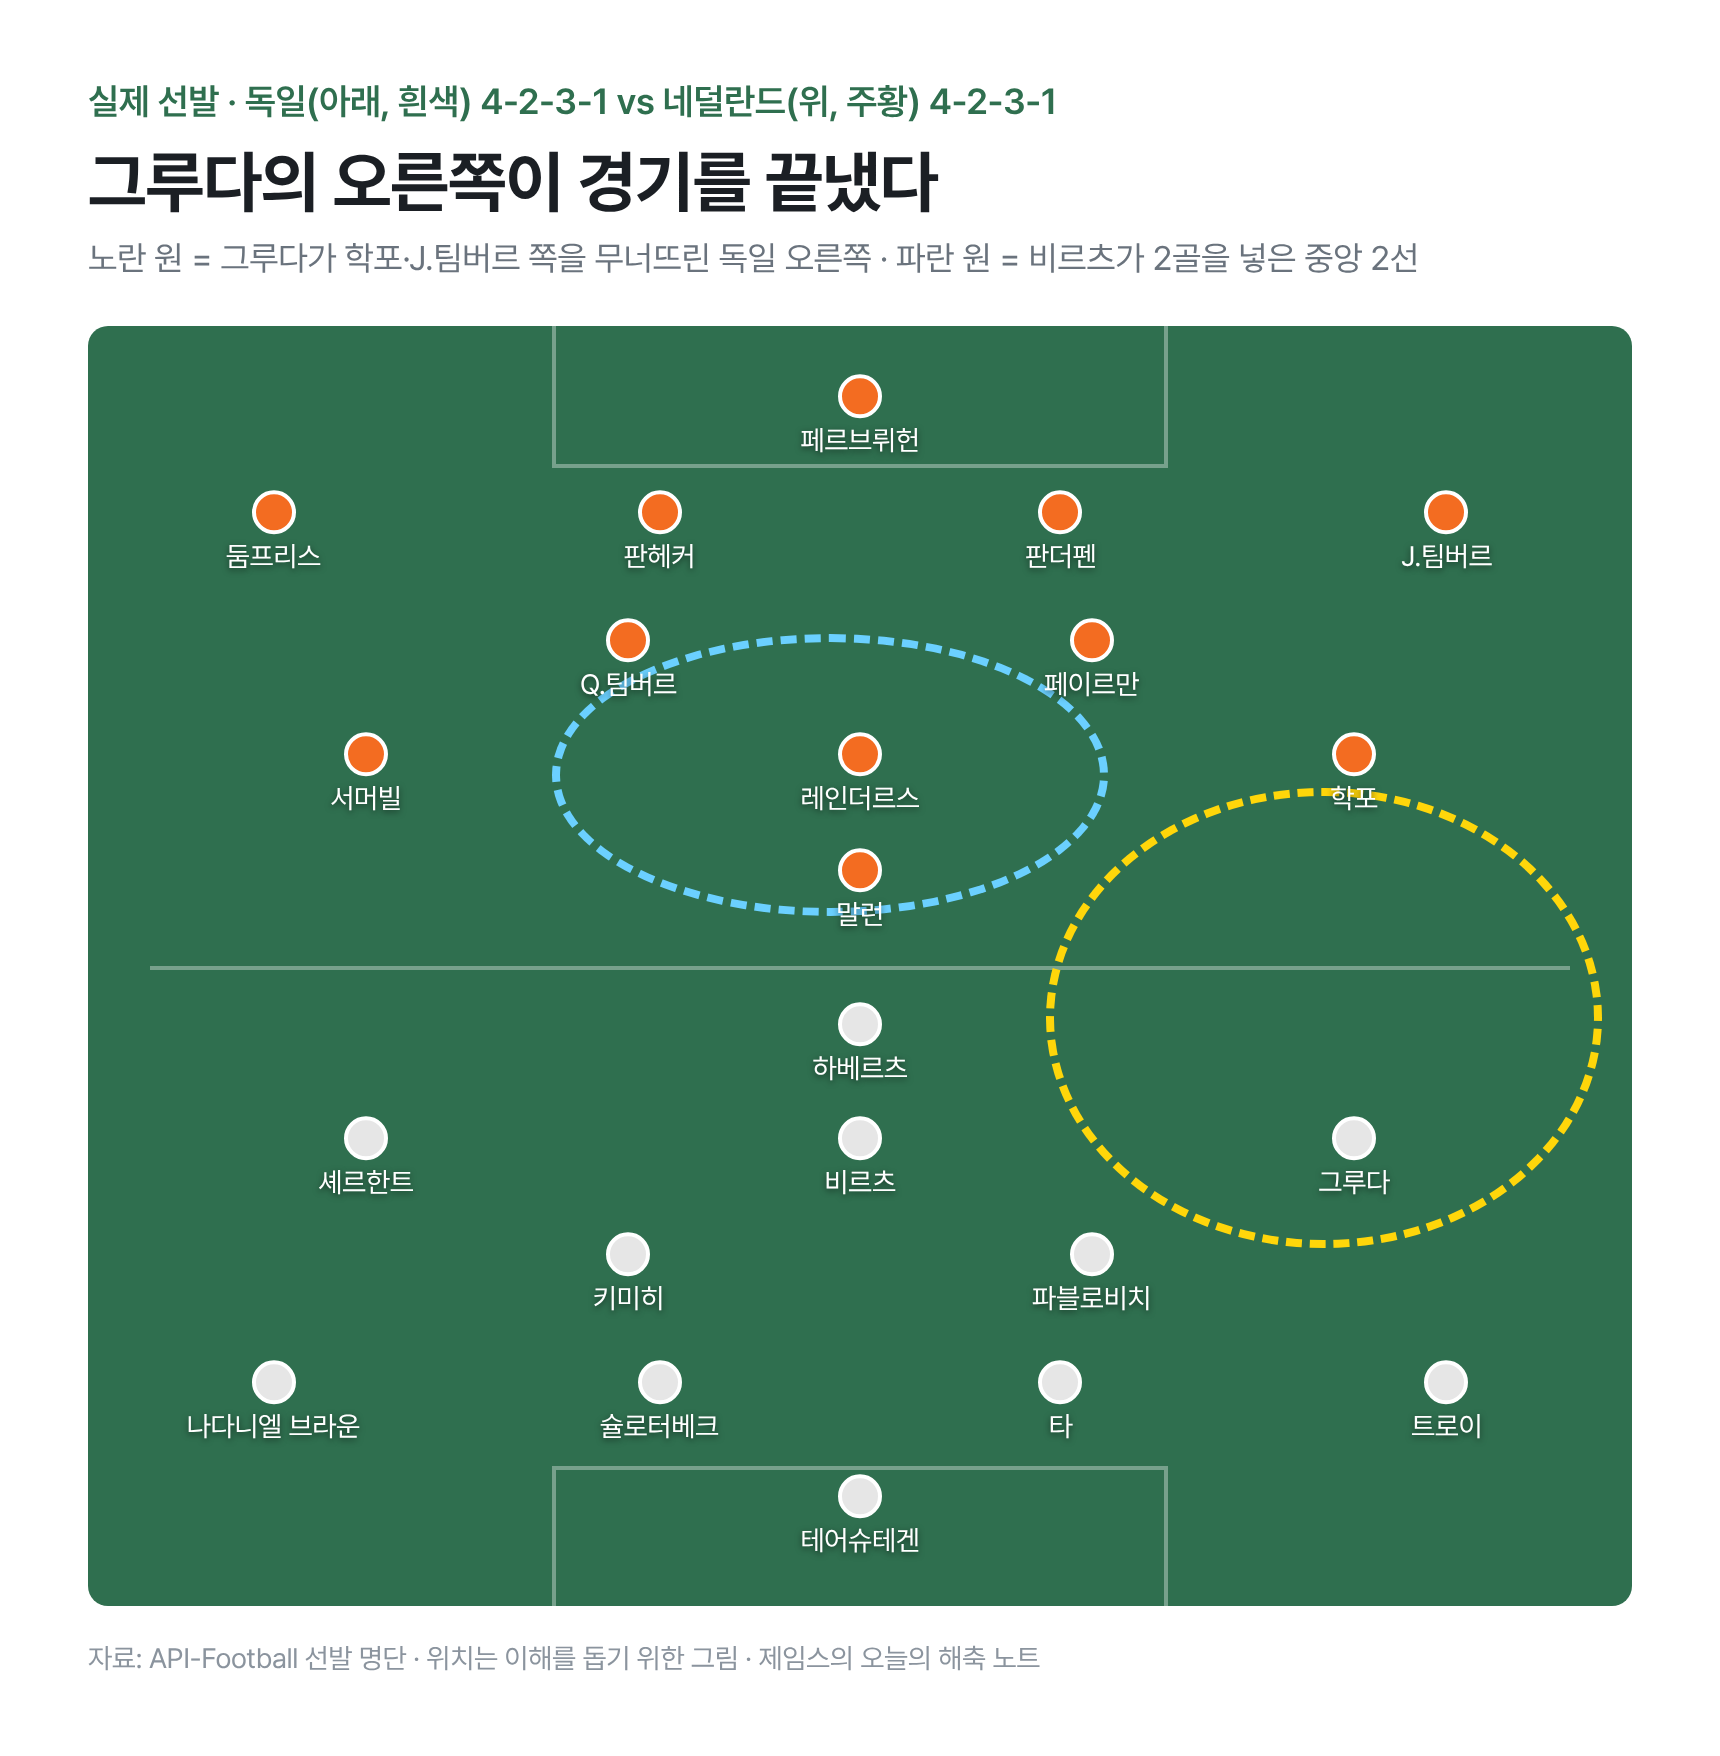 실제 선발 · 독일(아래, 흰색) 4-2-3-1 vs 네덜란드(위, 주황) 4-2-3-1
그루다의 오른쪽이 경기를 끝냈다
노란 원 = 그루다가 학포·J.팀버르 쪽을 무너뜨린 독일 오른쪽 · 파란 원 = 비르츠가 2골을 넣은 중앙 2선
페르브뤼헌
둠프리스 판헤커 판더펜 J.팀버르
Q.팀버르 페이르만
서머빌 레인더르스 학포
말런
하베르츠
셰르한트 비르츠 그루다
키미히 파블로비치
나다니엘 브라운 슐로터베크 타 트로이
테어슈테겐
자료: API-Football 선발 명단 · 위치는 이해를 돕기 위한 그림 · 제임스의 오늘의 해축 노트